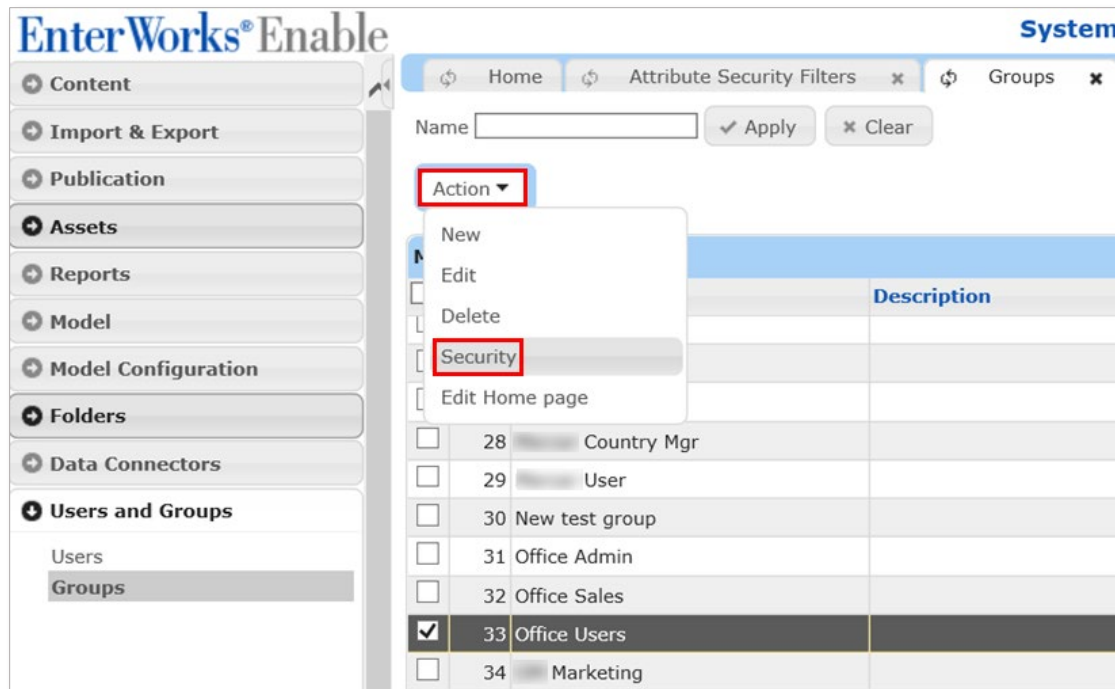 EnterWorks® Enable
System
Content
Import & Export
Publication
Assets
Reports
Model
Model Configuration
Folders
Data Connectors
Users and Groups
Users
Groups
Home
Attribute Security Filters
Groups
Name
Apply
Clear
Action
New
Edit
Delete
Security
Edit Home page
Description
28 Country Mgr
29 User
30 New test group
31 Office Admin
32 Office Sales
33 Office Users
34 Marketing